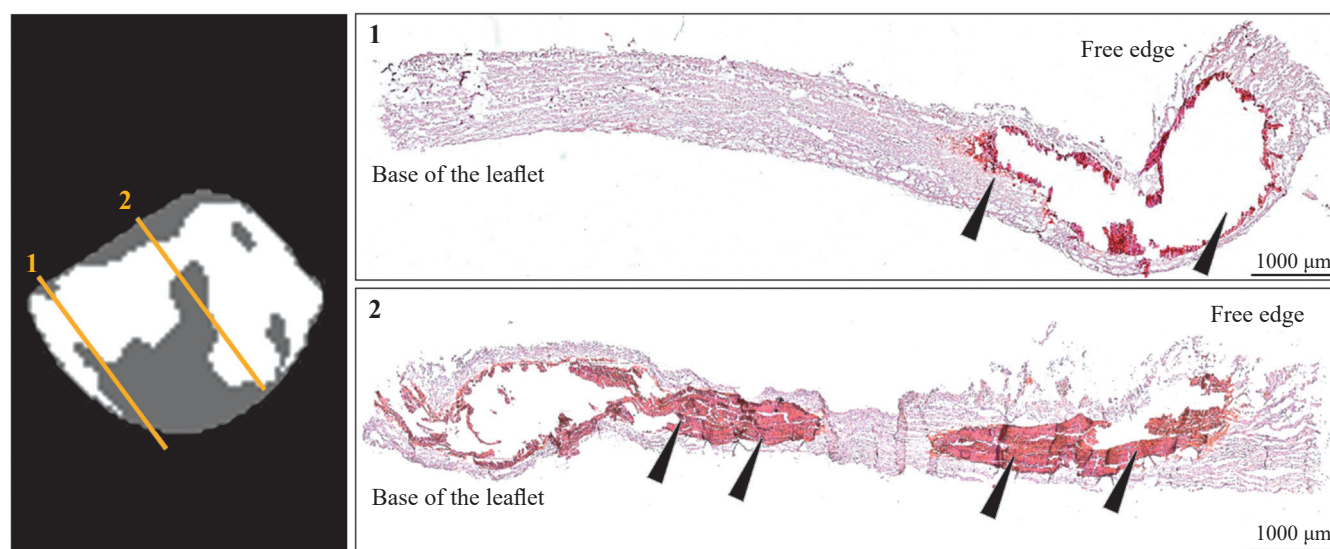 1
2
1
Free edge
Base of the leaflet
1000 μm
2
Free edge
Base of the leaflet
1000 μm